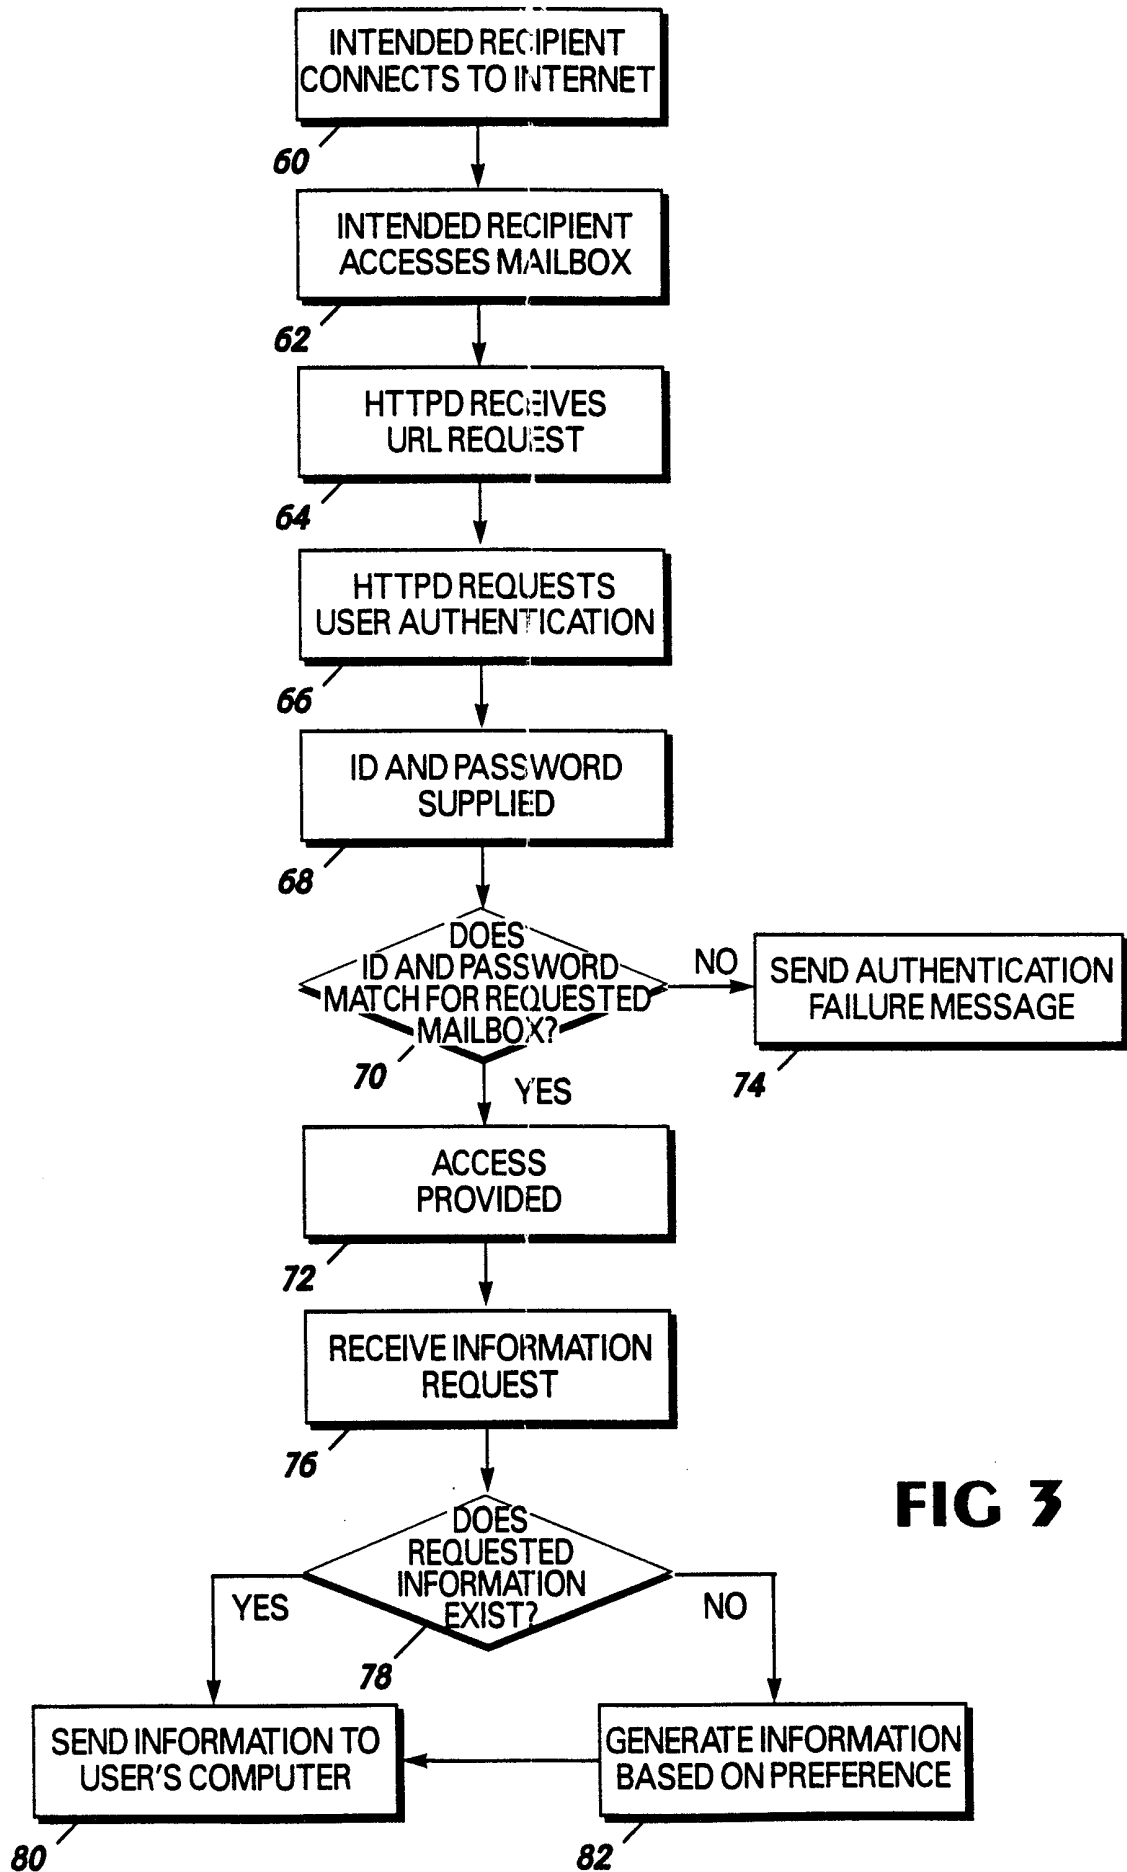 INTENDED RECIPIENT
CONNECTS TO INTERNET
60
INTENDED RECIPIENT
ACCESSES MAILBOX
62
HTTPD RECEIVES
URL REQUEST
64
HTTPD REQUESTS
USER AUTHENTICATION
66
ID AND PASSWORD
SUPPLIED
68
DOES
ID AND PASSWORD
MATCH FOR REQUESTED
MAILBOX?
70
NO
SEND AUTHENTICATION
FAILURE MESSAGE
74
YES
ACCESS
PROVIDED
72
RECEIVE INFORMATION
REQUEST
76
FIG 3
DOES
REQUESTED
INFORMATION
EXIST?
78
YES
NO
SEND INFORMATION TO
USER'S COMPUTER
80
GENERATE INFORMATION
BASED ON PREFERENCE
82